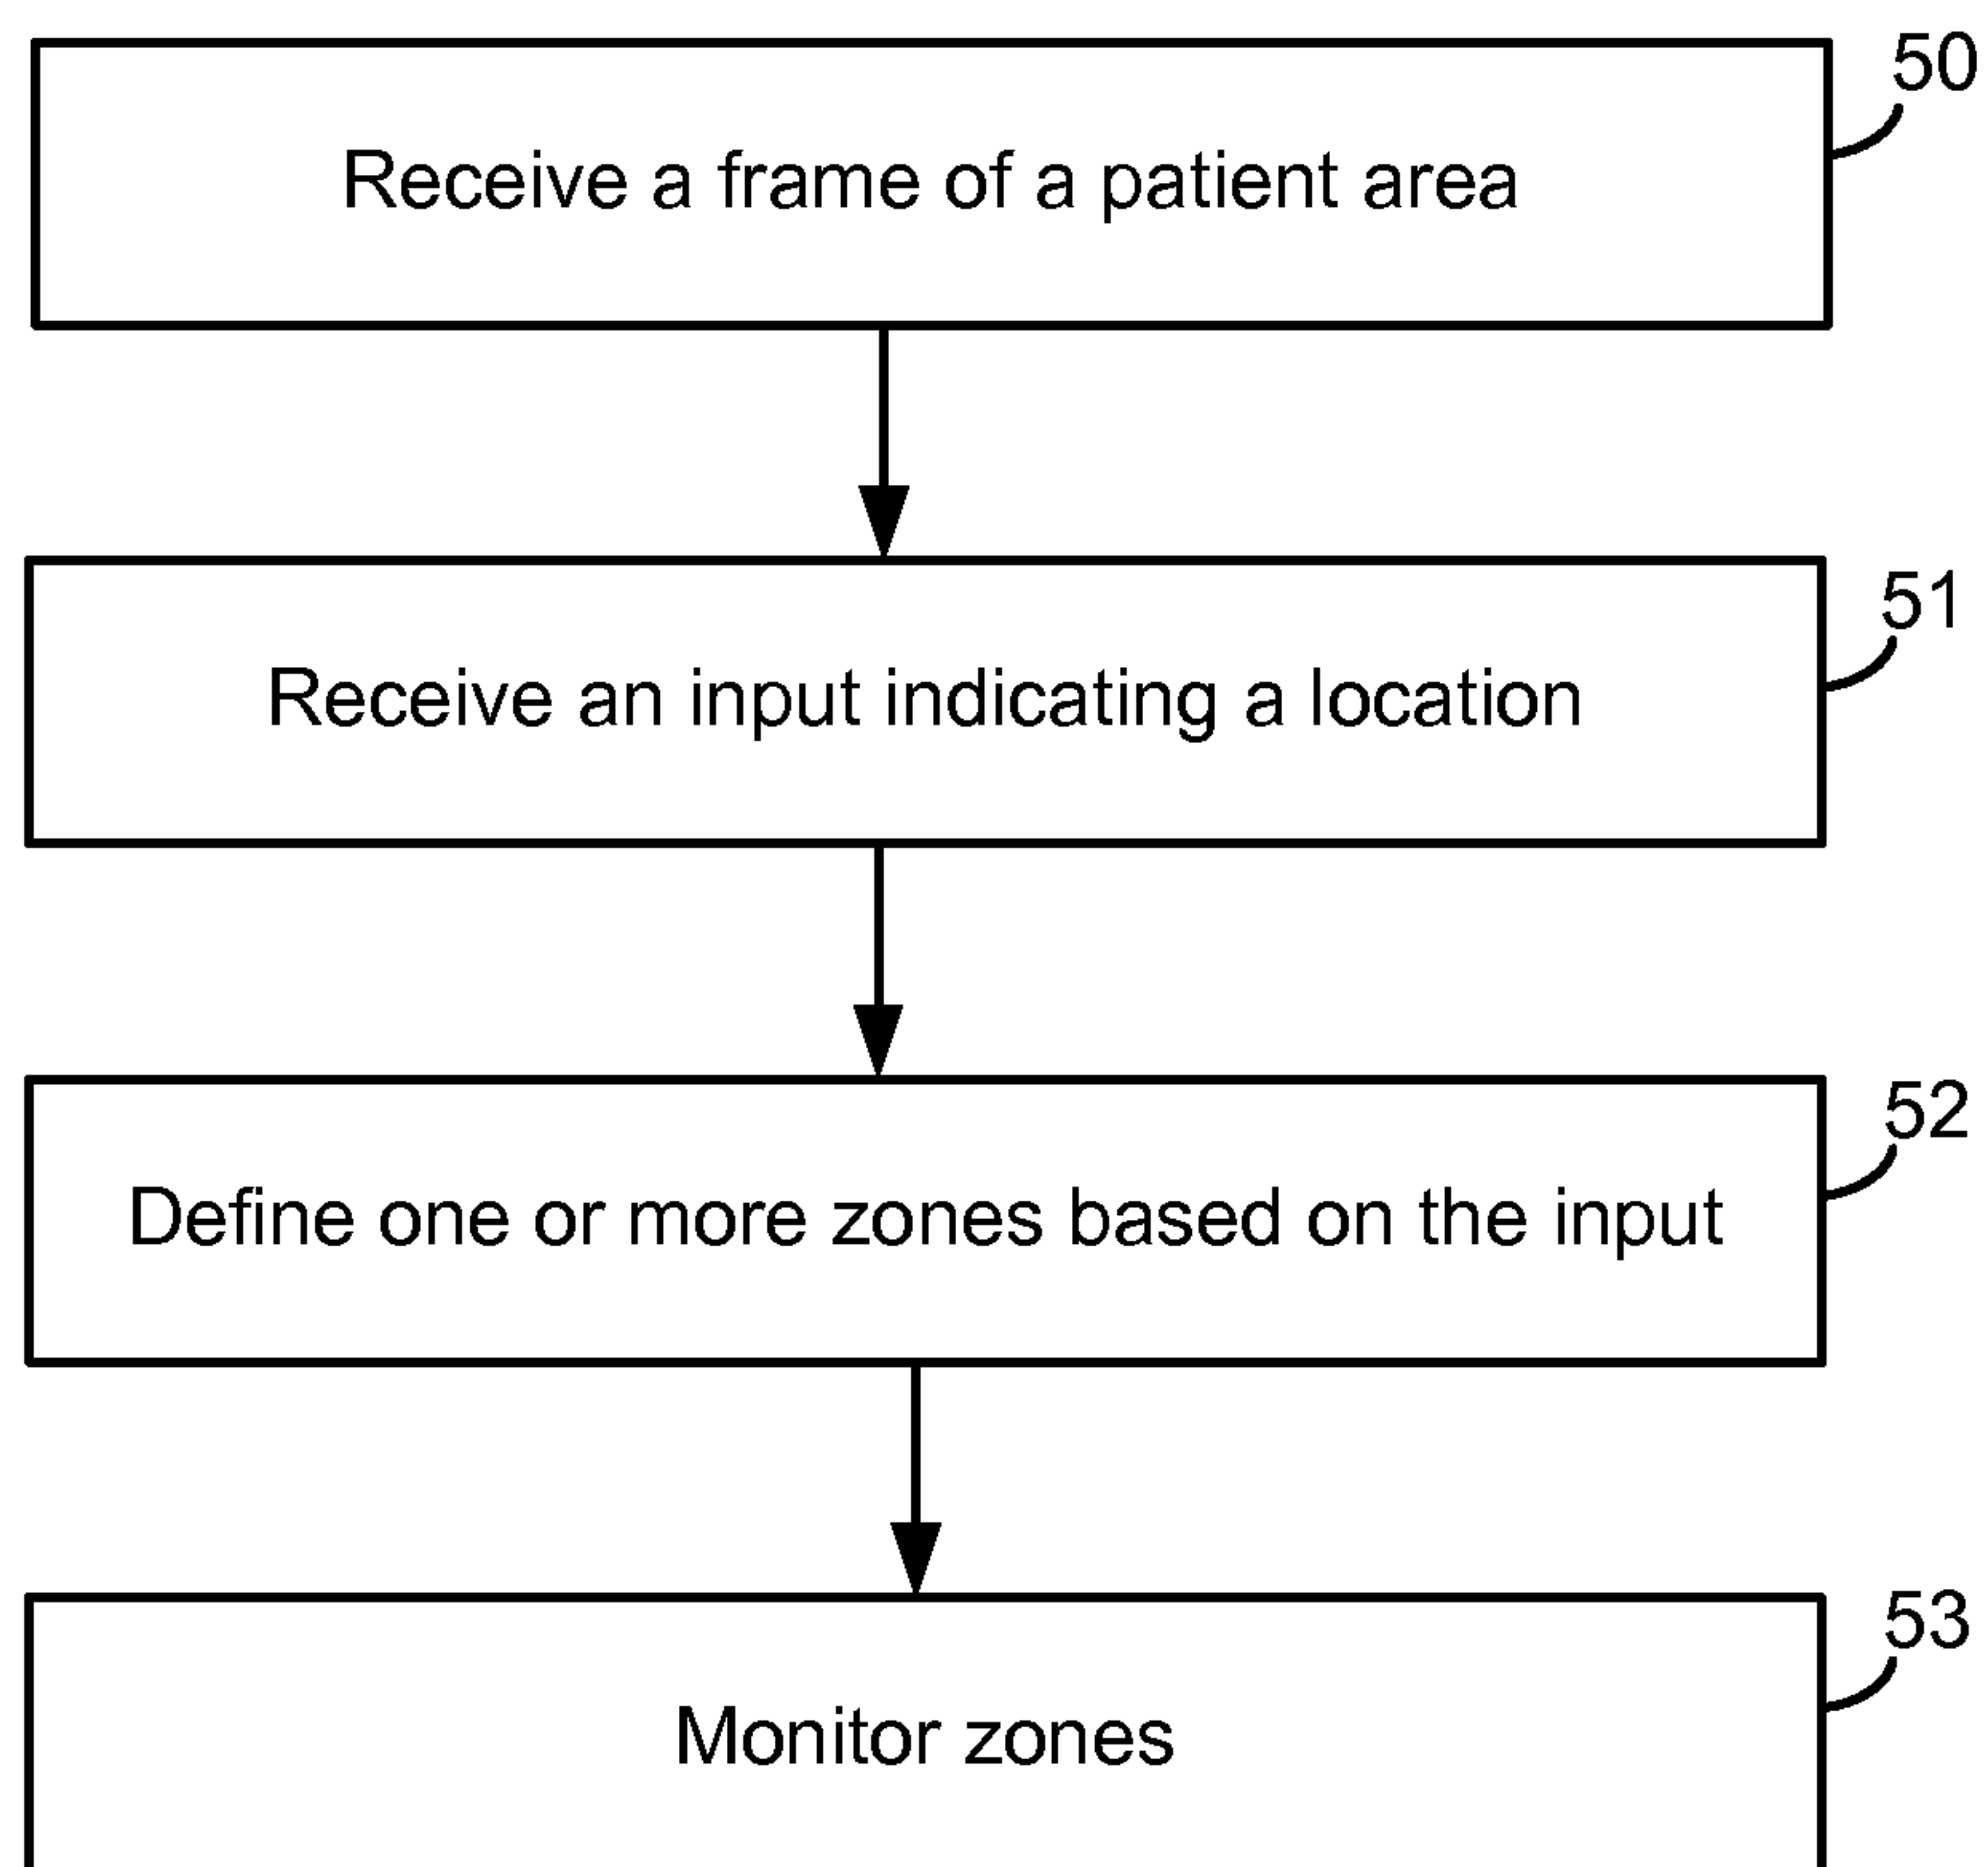 50
Receive a frame of a patient area
51
Receive an input indicating a location
52
Define one or more zones based on the input
53
Monitor zones